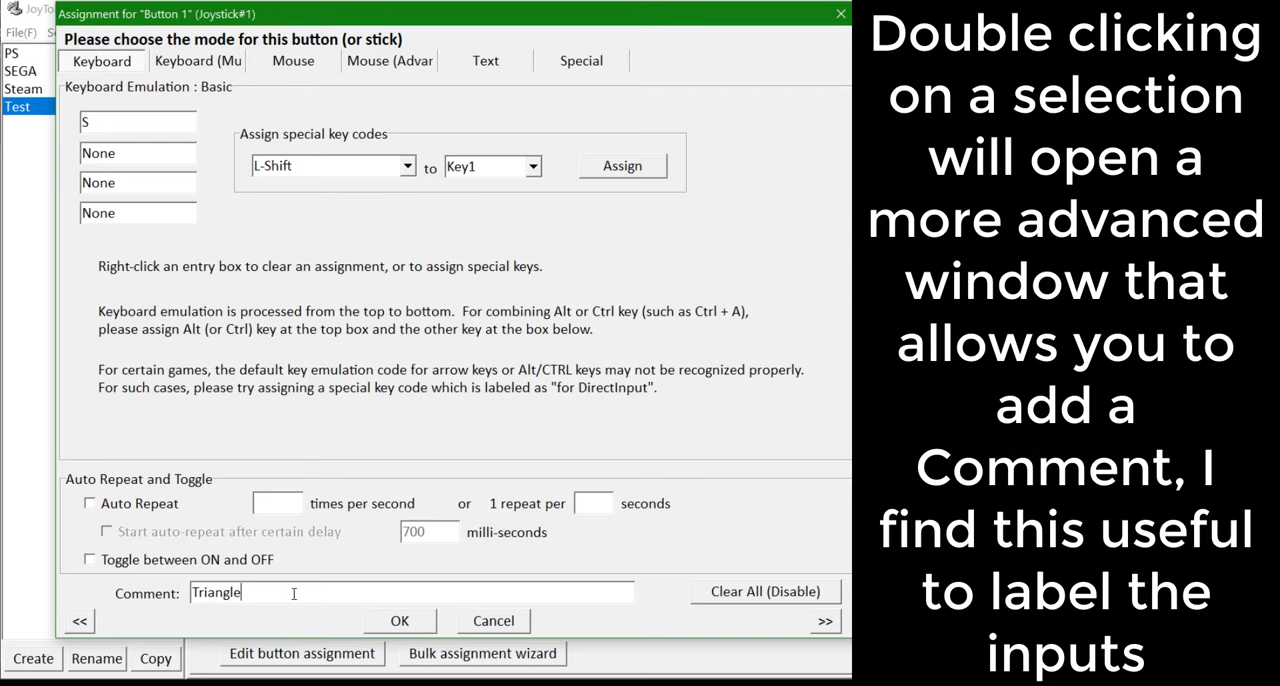 JoyTo
Assignment for "Button 1" (Joystick#1)
File(F)
Please choose the mode for this button (or stick)
Keyboard
Keyboard (Mu
Mouse
Mouse (Advar
Text
Special
PS
SEGA
Steam
Test
Keyboard Emulation : Basic
S
None
None
None
Assign special key codes
L-Shift
to
Key1
Assign
Right-click an entry box to clear an assignment, or to assign special keys.
Keyboard emulation is processed from the top to bottom. For combining Alt or Ctrl key (such as Ctrl + A),
please assign Alt (or Ctrl) key at the top box and the other key at the box below.
For certain games, the default key emulation code for arrow keys or Alt/CTRL keys may not be recognized properly.
For such cases, please try assigning a special key code which is labeled as "for DirectInput".
Auto Repeat and Toggle
Auto Repeat
times per second
or
1 repeat per
seconds
Start auto-repeat after certain delay
700
milli-seconds
Toggle between ON and OFF
Comment:
Triangle
Clear All (Disable)
<<
OK
Cancel
>>
Create
Rename
Copy
Edit button assignment
Bulk assignment wizard
Double clicking
on a selection
will open a
more advanced
window that
allows you to
add a
Comment, I
find this useful
to label the
inputs